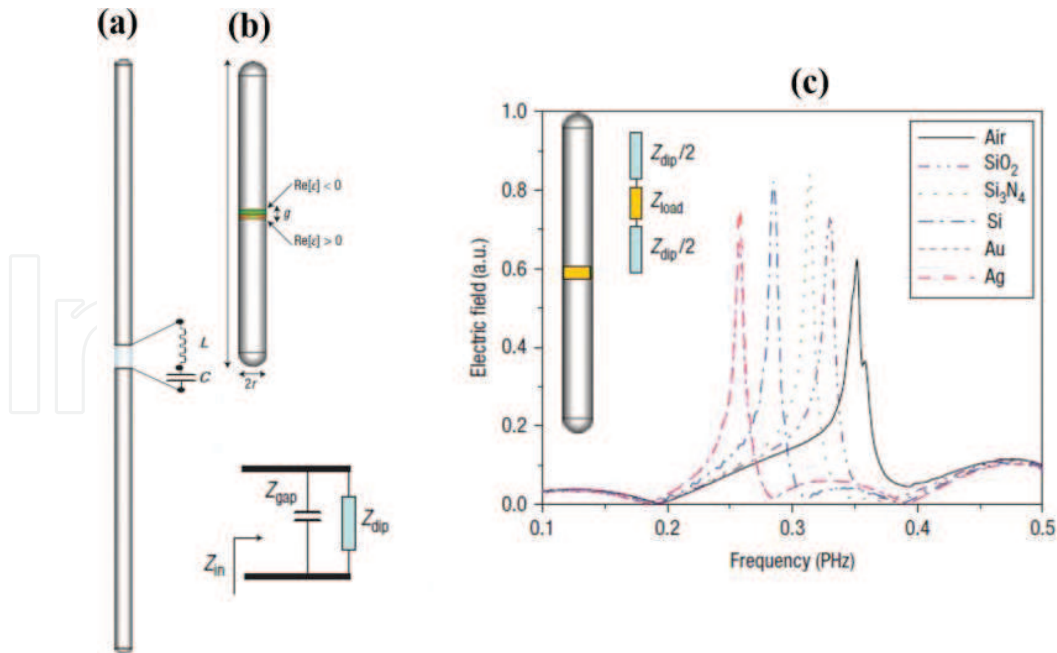 (a)
(b)
Re[ε] < 0
g
Re[ε] > 0
L
C
2r
Z_gap
Z_dip
Z_in
(c)
1.0
0.8
0.6
0.4
0.2
0.0
Electric field (a.u.)
Z_dip/2
Z_load
Z_dip/2
Air
SiO₂
Si₃N₄
Si
Au
Ag
0.1
0.2
0.3
0.4
0.5
Frequency (PHz)